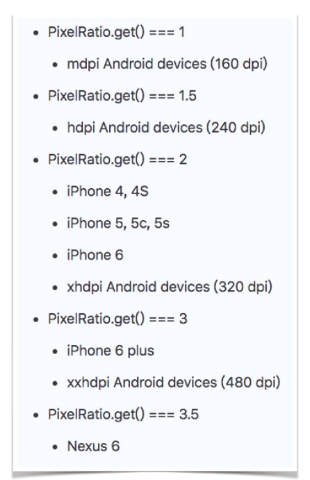 PixelRatio.get() === 1
mdpi Android devices (160 dpi)
PixelRatio.get() === 1.5
hdpi Android devices (240 dpi)
PixelRatio.get() === 2
iPhone 4, 4S
iPhone 5, 5c, 5s
iPhone 6
xhdpi Android devices (320 dpi)
PixelRatio.get() === 3
iPhone 6 plus
xxhdpi Android devices (480 dpi)
PixelRatio.get() === 3.5
Nexus 6